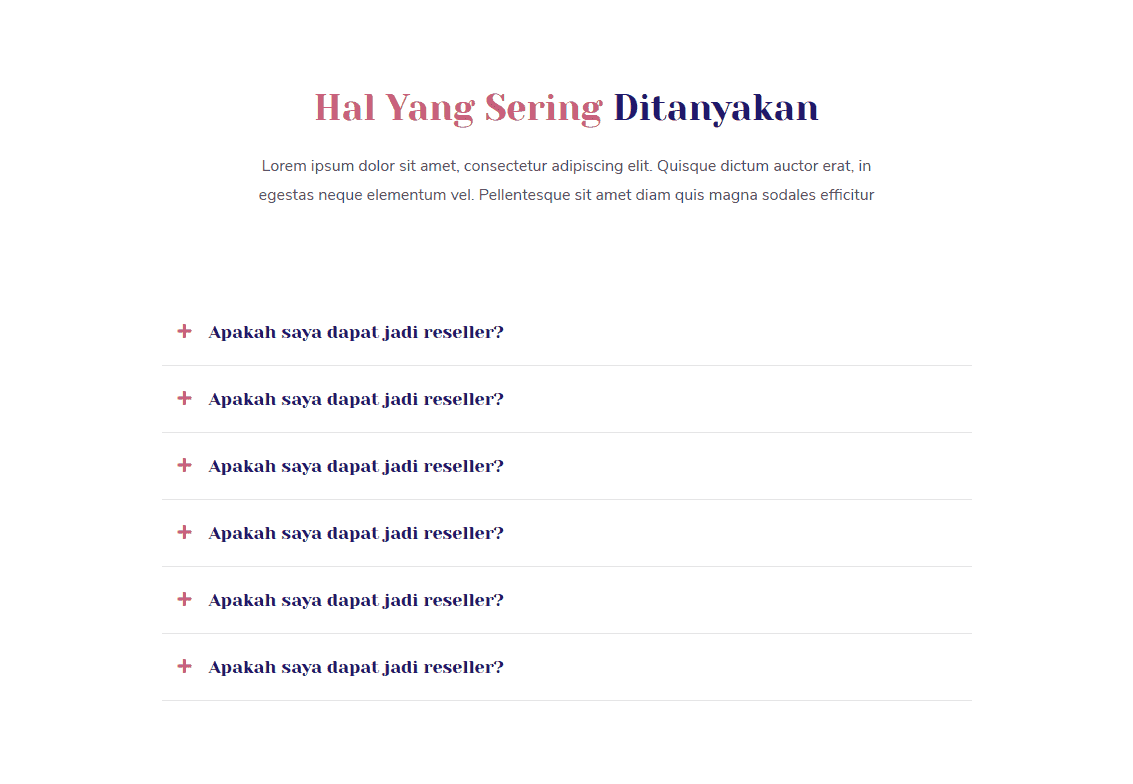 Hal Yang Sering Ditanyakan
Lorem ipsum dolor sit amet, consectetur adipiscing elit. Quisque dictum auctor erat, in
egestas neque elementum vel. Pellentesque sit amet diam quis magna sodales efficitur
Apakah saya dapat jadi reseller?
Apakah saya dapat jadi reseller?
Apakah saya dapat jadi reseller?
Apakah saya dapat jadi reseller?
Apakah saya dapat jadi reseller?
Apakah saya dapat jadi reseller?